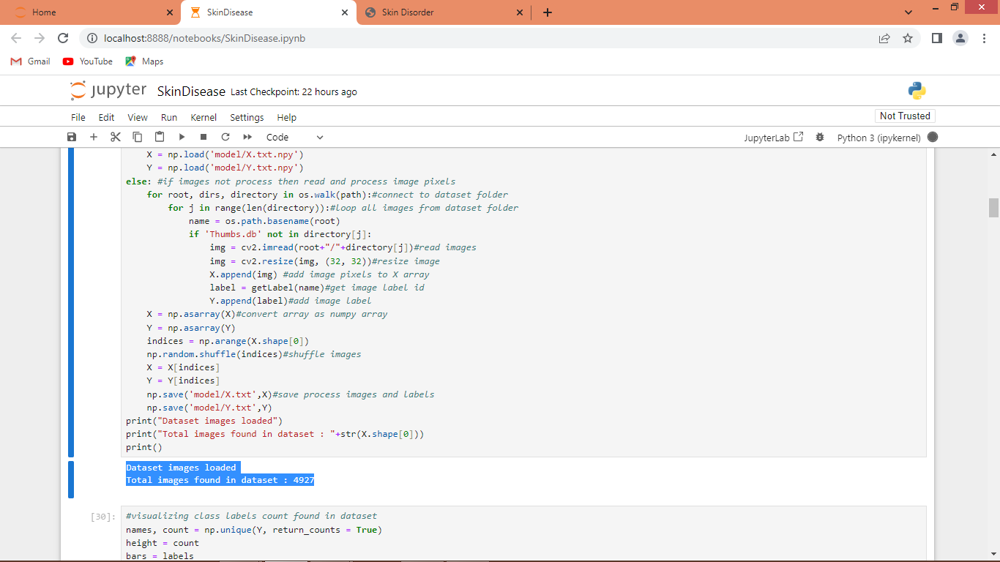 Home
SkinDisease
Skin Disorder
localhost:8888/notebooks/SkinDisease.ipynb
Gmail YouTube Maps
jupyter SkinDisease Last Checkpoint: 22 hours ago
File Edit View Run Kernel Settings Help Not Trusted
Code JupyterLab Python 3 (ipykernel)
X = np.load('model/X.txt.npy')
Y = np.load('model/Y.txt.npy')
else: #if images not process then read and process image pixels
for root, dirs, directory in os.walk(path):#connect to dataset folder
for j in range(len(directory)):#loop all images from dataset folder
name = os.path.basename(root)
if 'Thumbs.db' not in directory[j]:
img = cv2.imread(root+"/"+directory[j])#read images
img = cv2.resize(img, (32, 32))#resize image
X.append(img) #add image pixels to X array
label = getLabel(name)#get image label id
Y.append(label)#add image label
X = np.asarray(X)#convert array as numpy array
Y = np.asarray(Y)
indices = np.arange(X.shape[0])
np.random.shuffle(indices)#shuffle images
X = X[indices]
Y = Y[indices]
np.save('model/X.txt',X)#save process images and labels
np.save('model/Y.txt',Y)
print("Dataset images loaded")
print("Total images found in dataset : "+str(X.shape[0]))
print()
Dataset images loaded
Total images found in dataset : 4927
[30]: #visualizing class labels count found in dataset
names, count = np.unique(Y, return_counts = True)
height = count
bars = labels